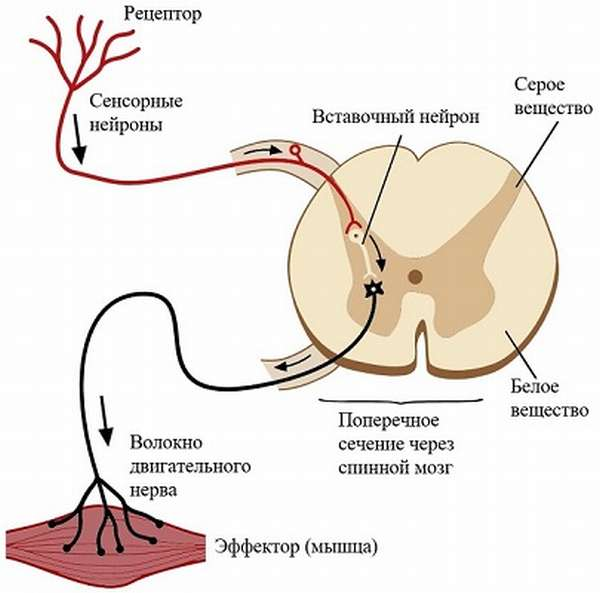 Рецептор
Сенсорные
нейроны
Вставочный нейрон
Серое
вещество
Белое
вещество
Поперечное
сечение через
спинной мозг
Волокно
двигательного
нерва
Эффектор (мышца)